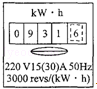 kW · h
0 9 3 1 6
220 V15(30)A 50Hz
3000 revs/(kW · h)